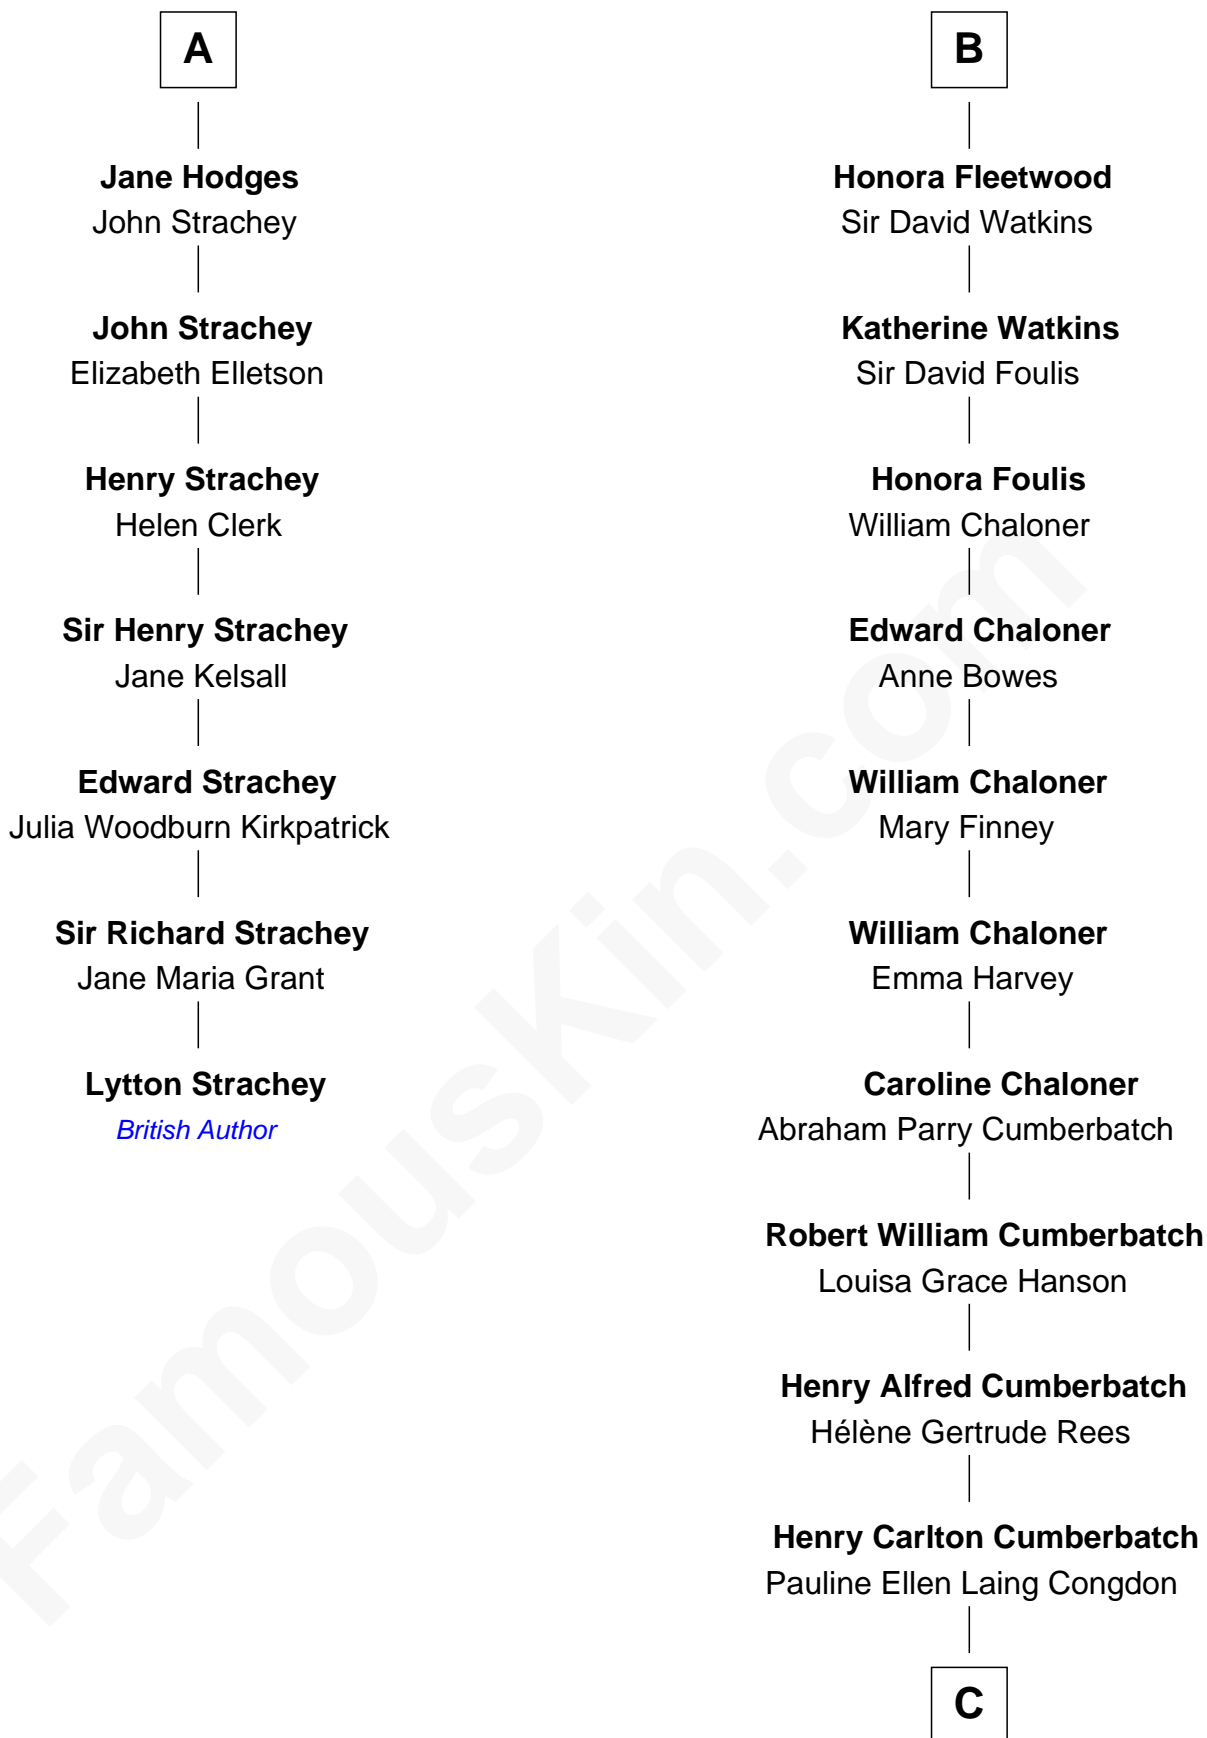 A
Jane Hodges
John Strachey
John Strachey
Elizabeth Elletson
Henry Strachey
Helen Clerk
Sir Henry Strachey
Jane Kelsall
Edward Strachey
Julia Woodburn Kirkpatrick
Sir Richard Strachey
Jane Maria Grant
Lytton Strachey
British Author
B
Honora Fleetwood
Sir David Watkins
Katherine Watkins
Sir David Foulis
Honora Foulis
William Chaloner
Edward Chaloner
Anne Bowes
William Chaloner
Mary Finney
William Chaloner
Emma Harvey
Caroline Chaloner
Abraham Parry Cumberbatch
Robert William Cumberbatch
Louisa Grace Hanson
Henry Alfred Cumberbatch
Hélène Gertrude Rees
Henry Carlton Cumberbatch
Pauline Ellen Laing Congdon
C
FamousKin.com